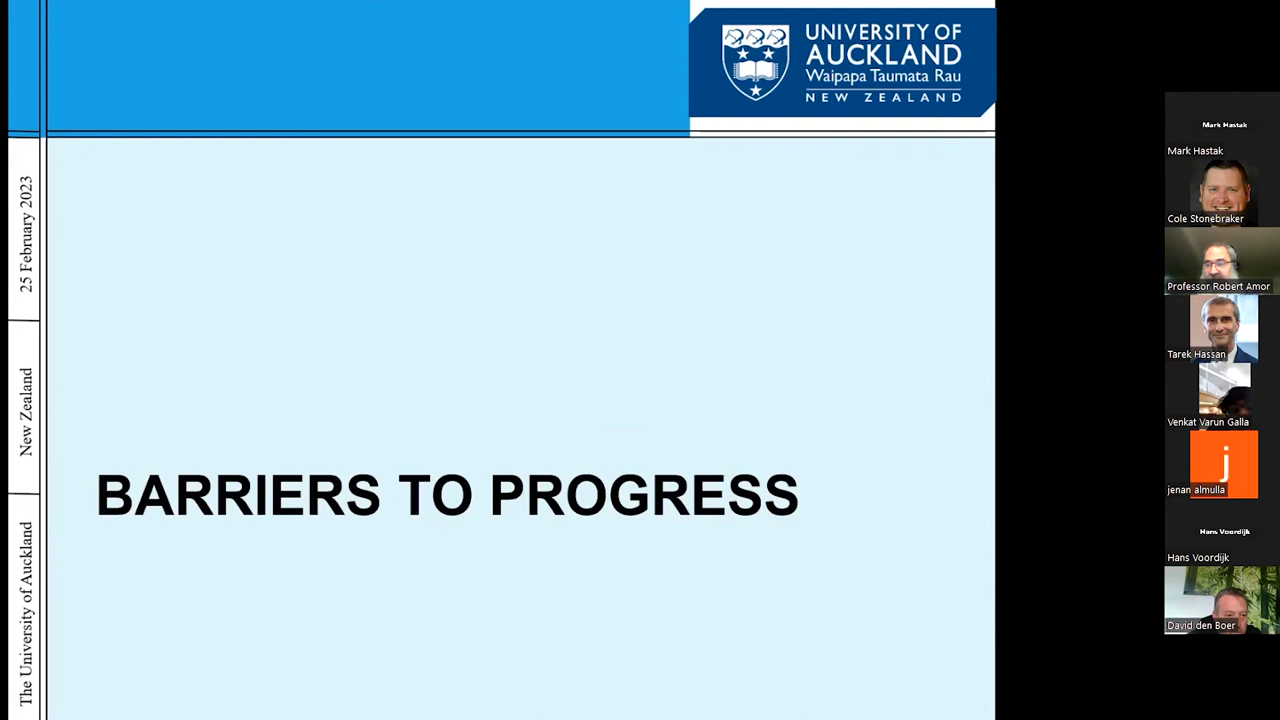 UNIVERSITY OF
AUCKLAND
Waipapa Taumata Rau
NEW ZEALAND
25 February 2023
New Zealand
The University of Auckland
BARRIERS TO PROGRESS
Mark Hastak
Mark Hastak
Cole Stonebraker
Professor Robert Amor
Tarek Hassan
Venkat Varun Galla
j
jenan almulla
Hans Voordijk
Hans Voordijk
David den Boer